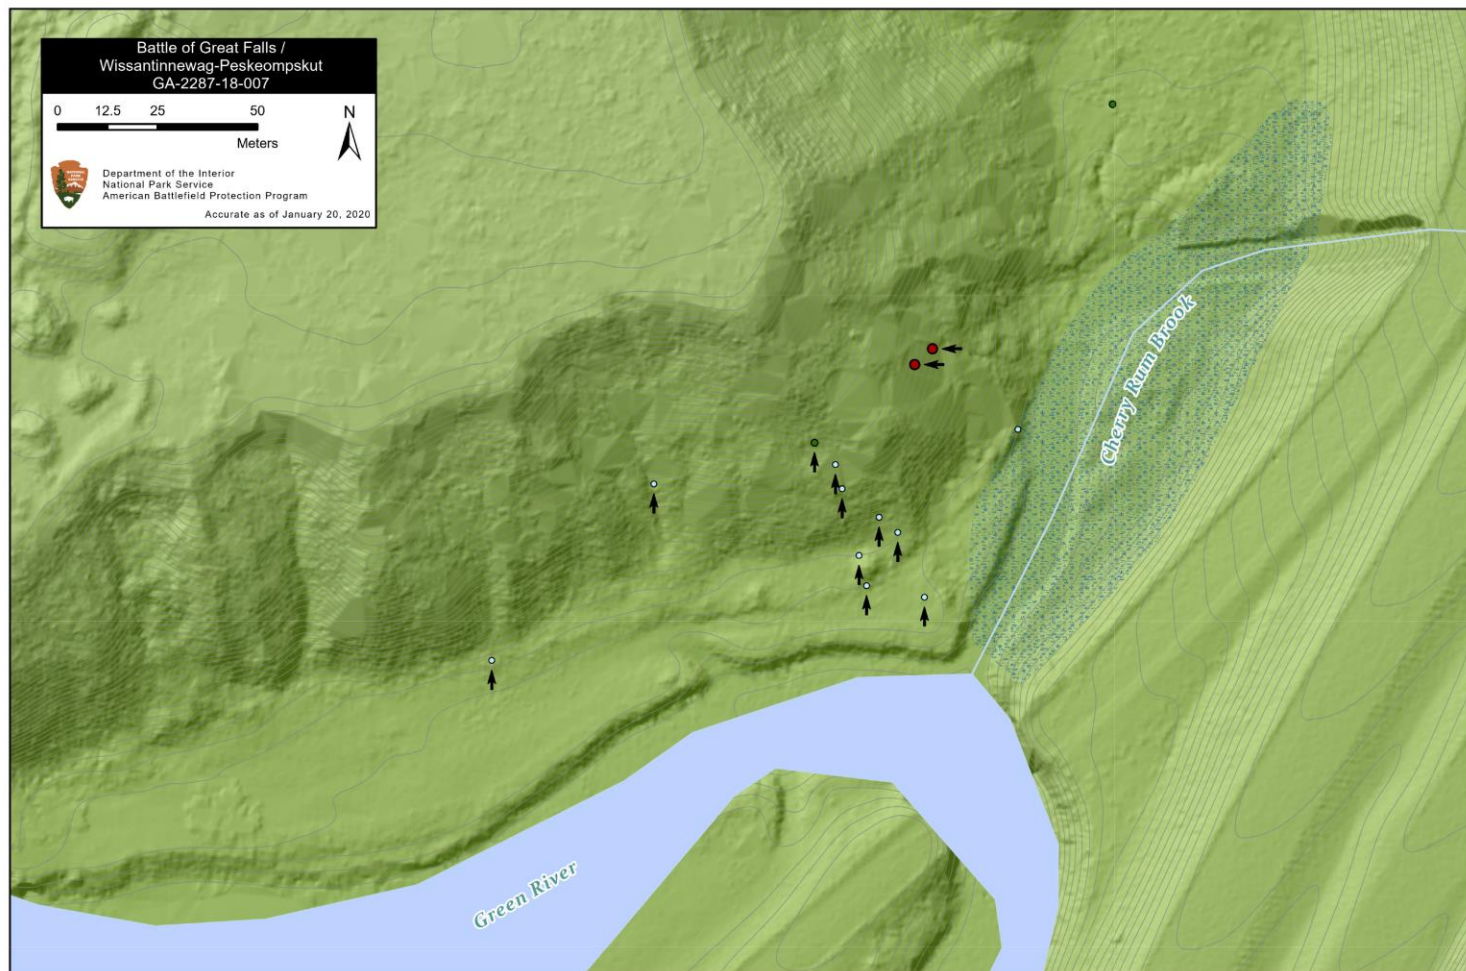 Battle of Great Falls /
Wissantinnewag-Peskeompskut
GA-2287-18-007
0 12.5 25 50
Meters
N
Department of the Interior
National Park Service
American Battlefield Protection Program
Accurate as of January 20, 2020
Cherry Rum Brook
Green River